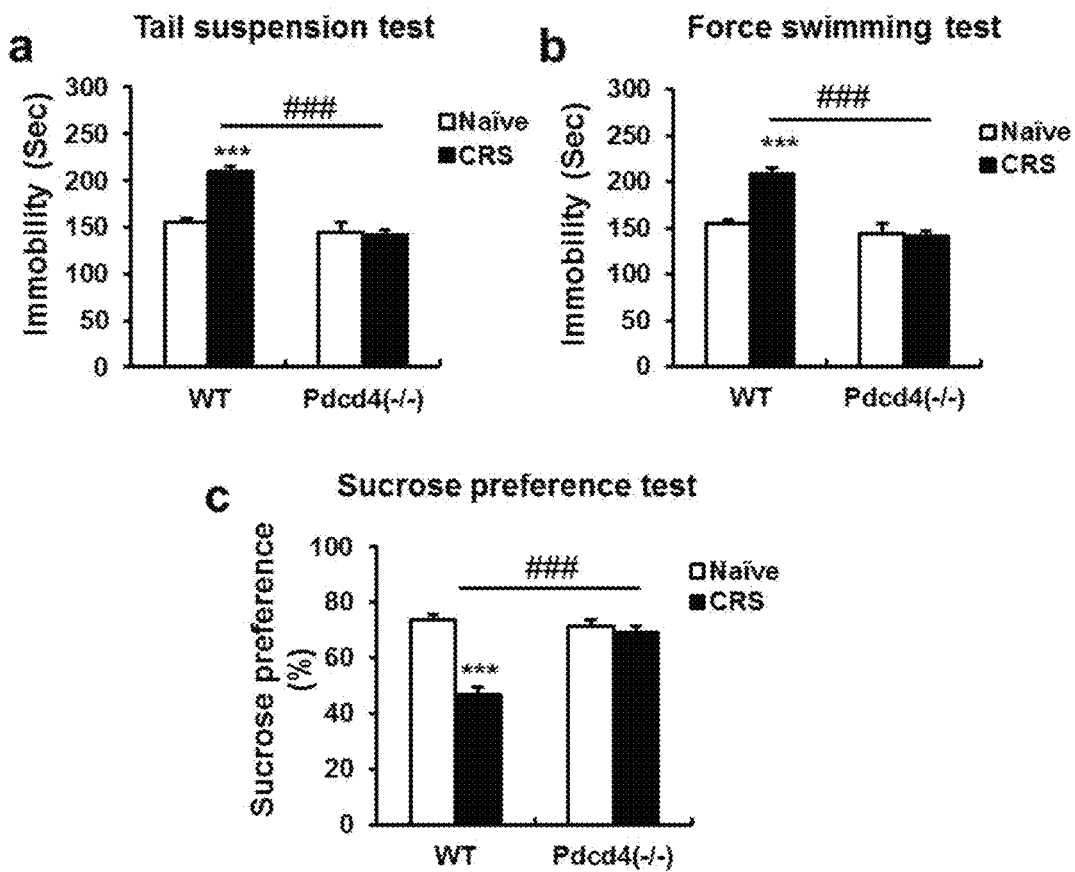 a
Tail suspension test
Immobility (Sec)
300
250
200
150
100
50
0
###
***
Naïve
CRS
WT
Pdcd4(-/-)
b
Force swimming test
Immobility (Sec)
300
250
200
150
100
50
0
###
***
Naïve
CRS
WT
Pdcd4(-/-)
c
Sucrose preference test
Sucrose preference
(%)
100
80
60
40
20
0
###
***
Naïve
CRS
WT
Pdcd4(-/-)